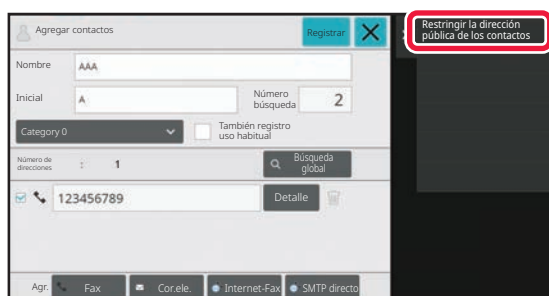 Agregar contactos
Registrar
Restringir la dirección
pública de los contactos
Nombre
AAA
Inicial
A
Número
búsqueda
2
Category 0
También registro
uso habitual
Número de
direcciones
:
1
Búsqueda
global
123456789
Detalle
Agr.
Fax
Cor.ele.
Internet-Fax
SMTP directo